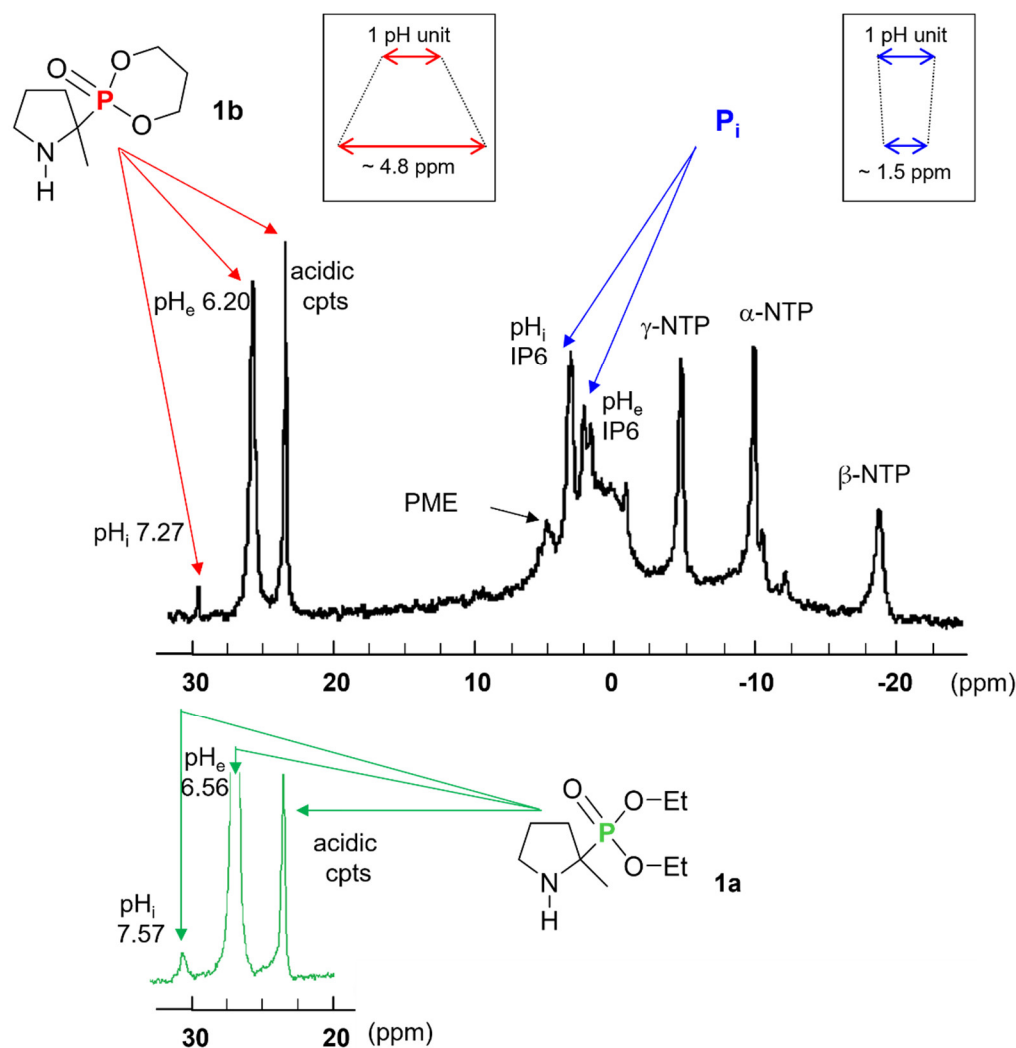 1 pH unit
~ 4.8 ppm
1 pH unit
~ 1.5 ppm
O
O
P
O
N
H
1b
Pi
pHe 6.20
acidic
cpts
pHi 7.27
pHi
IP6
pHe
IP6
PME
γ-NTP
α-NTP
β-NTP
30 20 10 0 -10 -20 (ppm)
pHe
6.56
acidic
cpts
pHi
7.57
30 20 (ppm)
O
O–Et
P
O–Et
N
H
1a